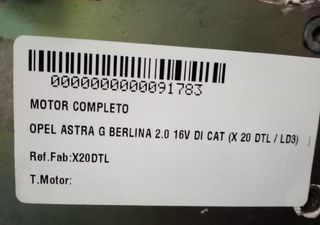 0000000000091783
MOTOR COMPLETO
OPEL ASTRA G BERLINA 2.0 16V DI CAT (X 20 DTL / LD3)
Ref.Fab:X20DTL
T.Motor: